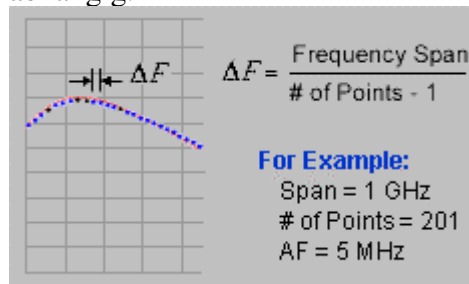 ΔF
ΔF = Frequency Span
# of Points - 1
For Example:
Span = 1 GHz
# of Points = 201
AF = 5 MHz